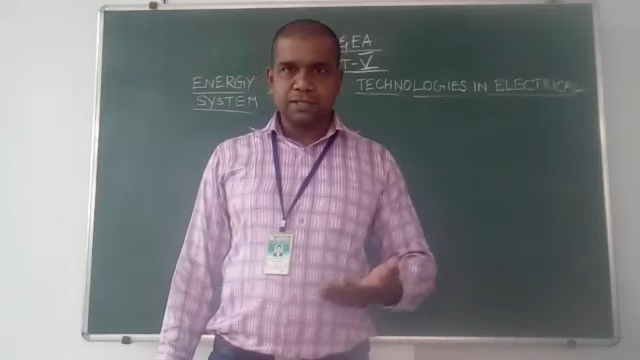 GEA
T-V
ENERGY TECHNOLOGIES IN ELECTRICAL
SYSTEM